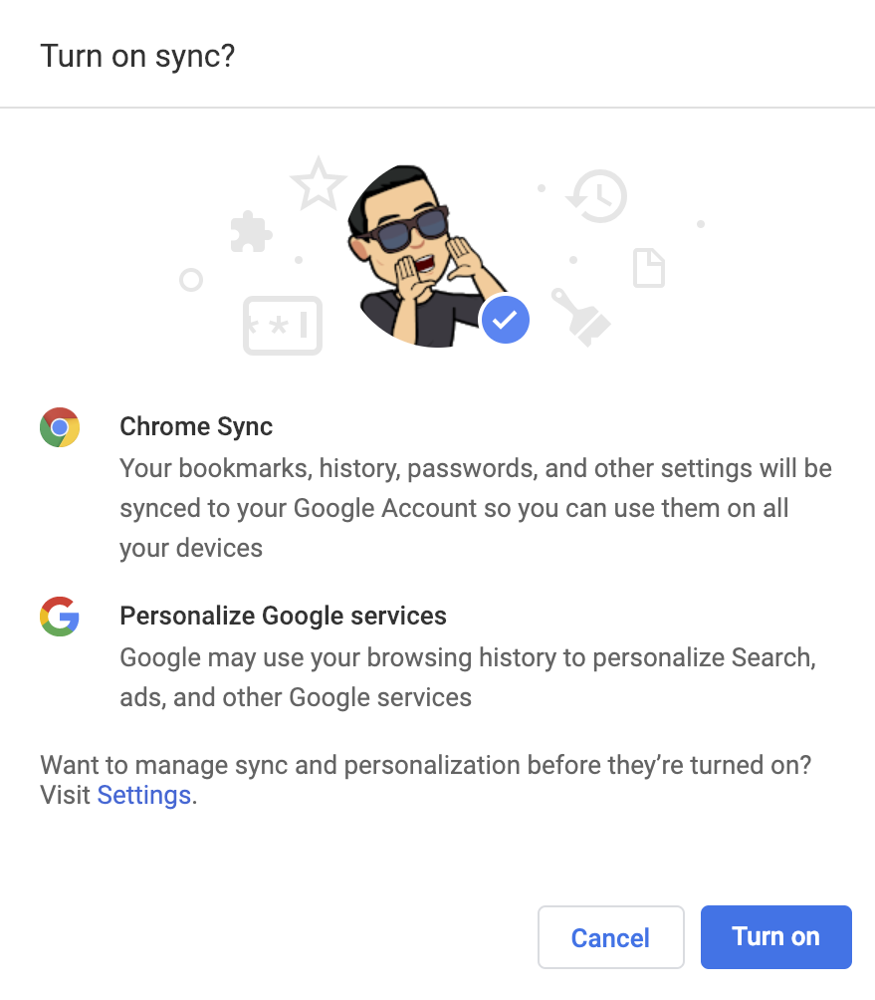 Turn on sync?
Chrome Sync
Your bookmarks, history, passwords, and other settings will be
synced to your Google Account so you can use them on all
your devices
Personalize Google services
Google may use your browsing history to personalize Search,
ads, and other Google services
Want to manage sync and personalization before they’re turned on?
Visit Settings.
Cancel
Turn on